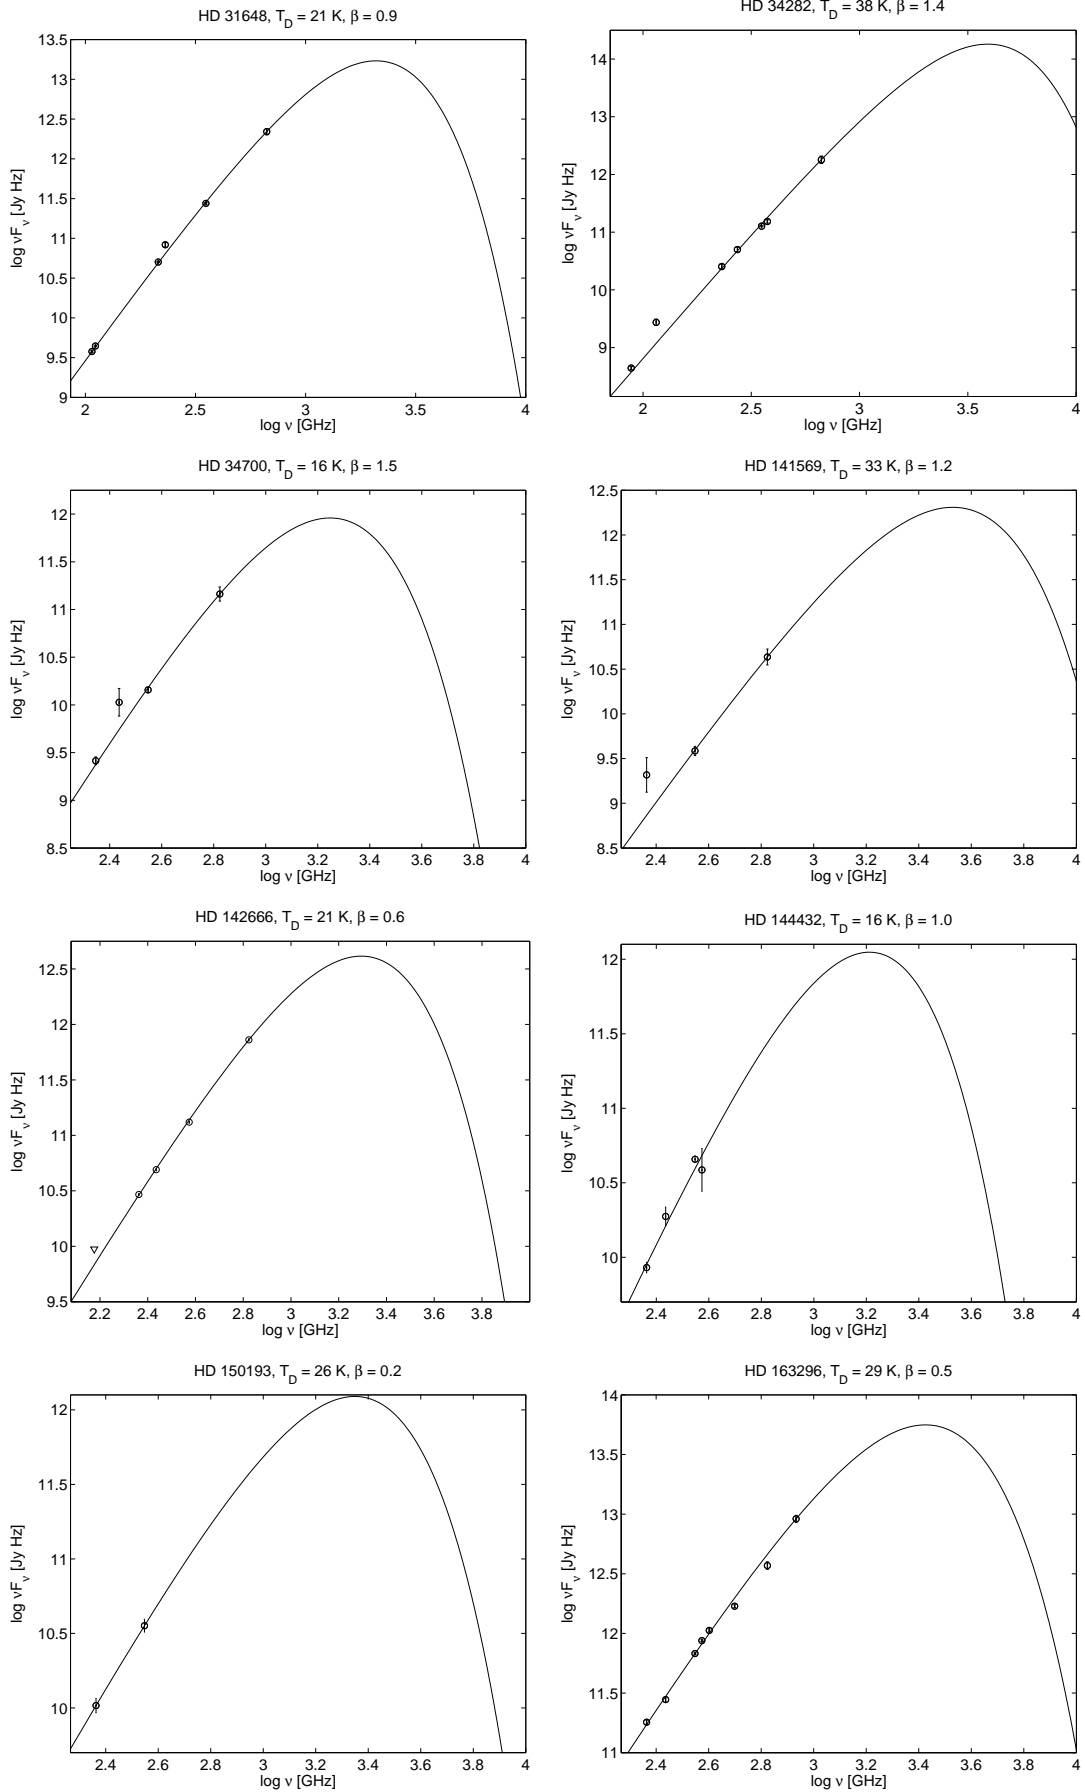 HD 31648, T_D = 21 K, β = 0.9
13.5
13
12.5
12
11.5
11
10.5
10
9.5
9
log νF_ν [Jy Hz]
2 2.5 3 3.5 4
log ν [GHz]
HD 34282, T_D = 38 K, β = 1.4
14
13
12
11
10
9
log νF_ν [Jy Hz]
2 2.5 3 3.5 4
log ν [GHz]
HD 34700, T_D = 16 K, β = 1.5
12
11.5
11
10.5
10
9.5
9
8.5
log νF_ν [Jy Hz]
2.4 2.6 2.8 3 3.2 3.4 3.6 3.8 4
log ν [GHz]
HD 141569, T_D = 33 K, β = 1.2
12.5
12
11.5
11
10.5
10
9.5
9
8.5
log νF_ν [Jy Hz]
2.4 2.6 2.8 3 3.2 3.4 3.6 3.8 4
log ν [GHz]
HD 142666, T_D = 21 K, β = 0.6
12.5
12
11.5
11
10.5
10
9.5
log νF_ν [Jy Hz]
2.2 2.4 2.6 2.8 3 3.2 3.4 3.6 3.8
log ν [GHz]
HD 144432, T_D = 16 K, β = 1.0
12
11.5
11
10.5
10
log νF_ν [Jy Hz]
2.4 2.6 2.8 3 3.2 3.4 3.6 3.8 4
log ν [GHz]
HD 150193, T_D = 26 K, β = 0.2
12
11.5
11
10.5
10
log νF_ν [Jy Hz]
2.4 2.6 2.8 3 3.2 3.4 3.6 3.8 4
log ν [GHz]
HD 163296, T_D = 29 K, β = 0.5
14
13.5
13
12.5
12
11.5
11
log νF_ν [Jy Hz]
2.4 2.6 2.8 3 3.2 3.4 3.6 3.8 4
log ν [GHz]